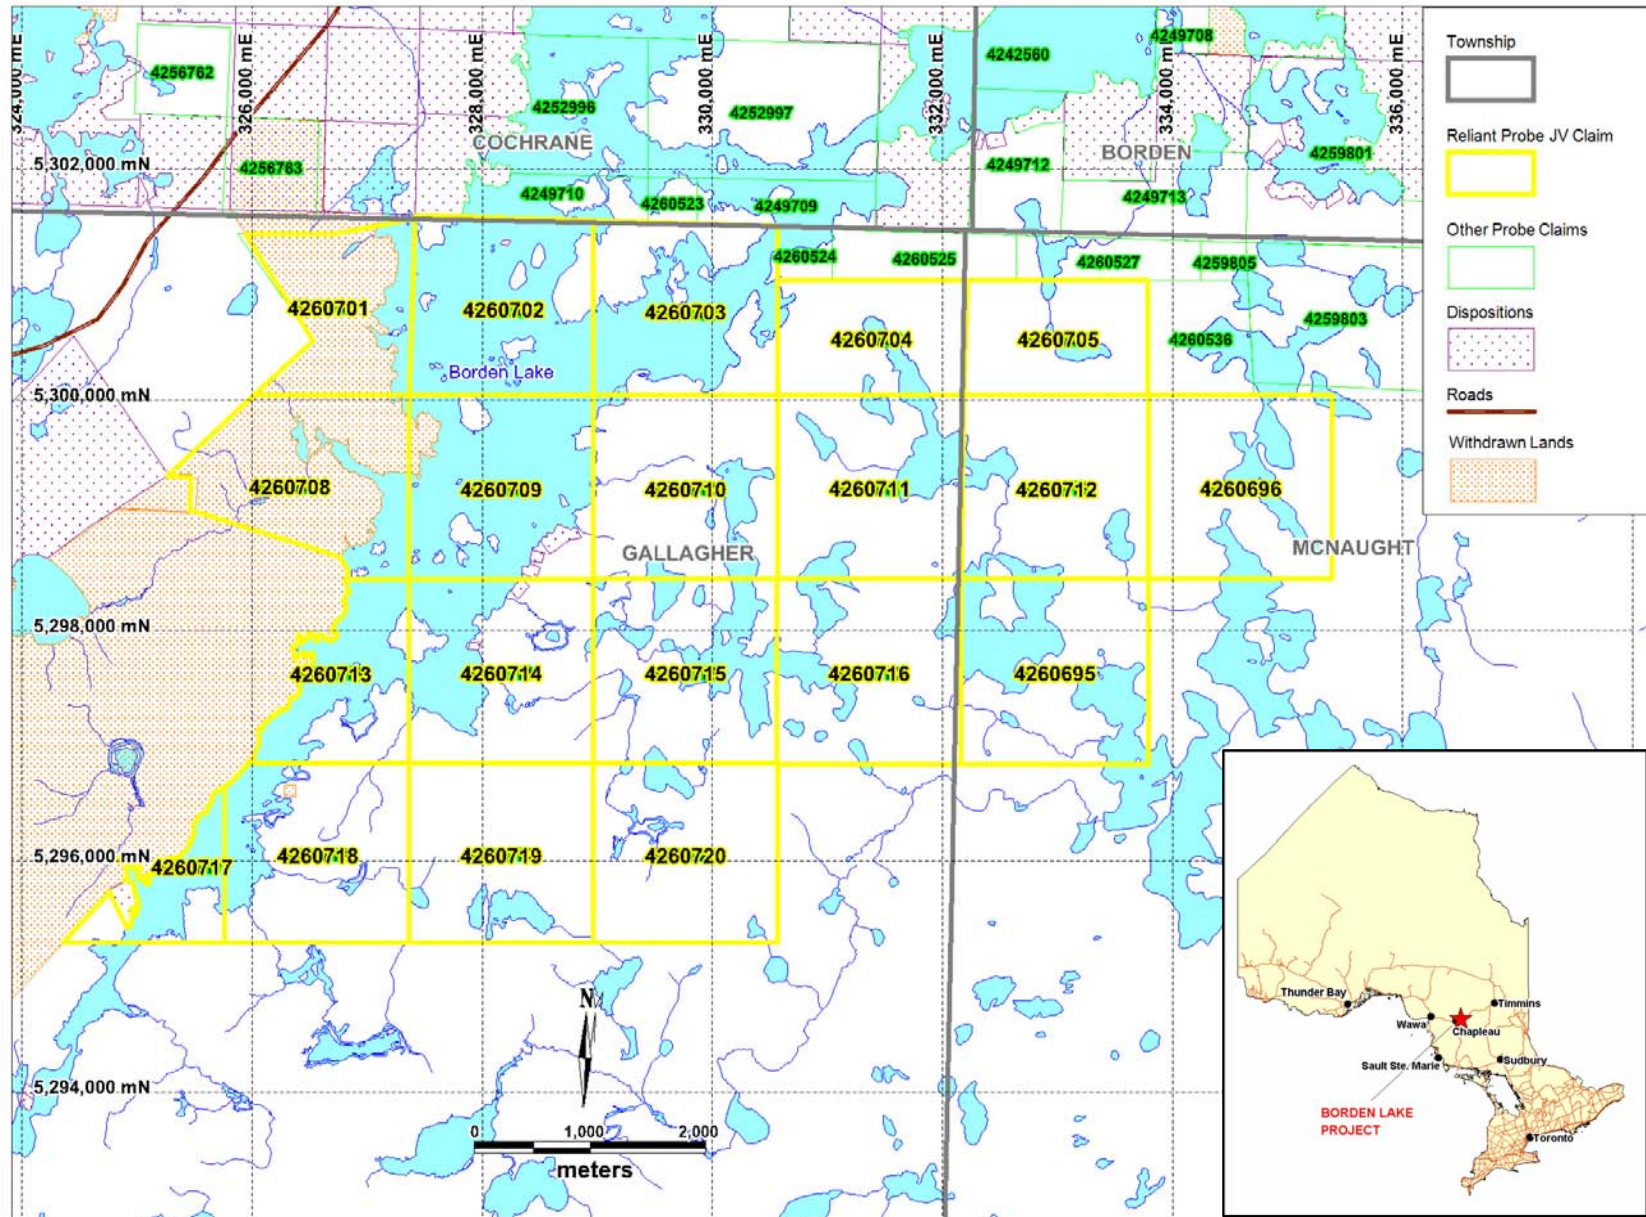 324,000 mE
326,000 mE
328,000 mE
330,000 mE
332,000 mE
334,000 mE
336,000 mE
4256762
4252996
4252997
4242560
4249708
COCHRANE
BORDEN
4256763
5,302,000 mN
4249710
4260523
4249709
4249712
4249713
4259801
4260524
4260525
4260527
4259805
4260701
4260702
4260703
4260704
4260705
4260536
4259803
Borden Lake
5,300,000 mN
4260708
4260709
4260710
4260711
4260712
4260696
GALLAGHER
MCNAUGHT
5,298,000 mN
4260713
4260714
4260715
4260716
4260695
5,296,000 mN
4260717
4260718
4260719
4260720
5,294,000 mN
N
0 1,000 2,000
meters
Township
Reliant Probe JV Claim
Other Probe Claims
Dispositions
Roads
Withdrawn Lands
Thunder Bay
Timmins
Wawa
Chapleau
Sault Ste. Marie
Sudbury
BORDEN LAKE
PROJECT
Toronto